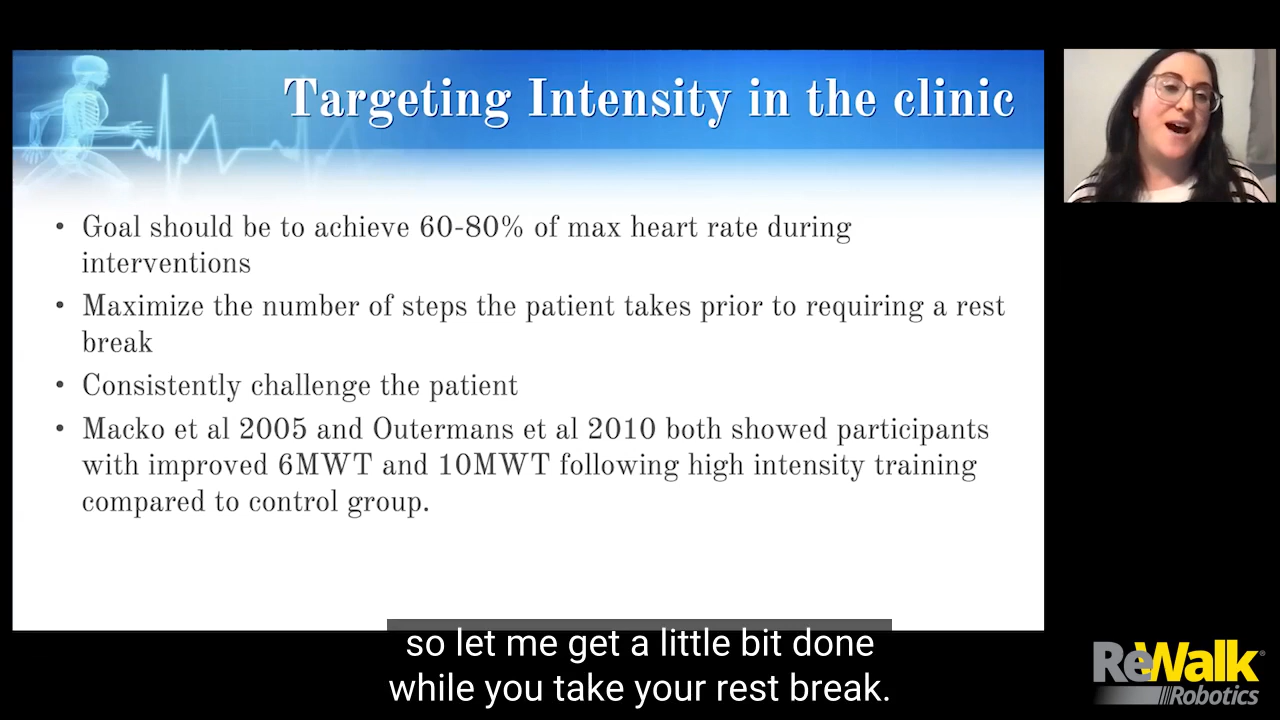 Targeting Intensity in the clinic
• Goal should be to achieve 60-80% of max heart rate during
interventions
• Maximize the number of steps the patient takes prior to requiring a rest
break
• Consistently challenge the patient
• Macko et al 2005 and Outermans et al 2010 both showed participants
with improved 6MWT and 10MWT following high intensity training
compared to control group.
so let me get a little bit done
while you take your rest break.
ReWalk®
Robotics